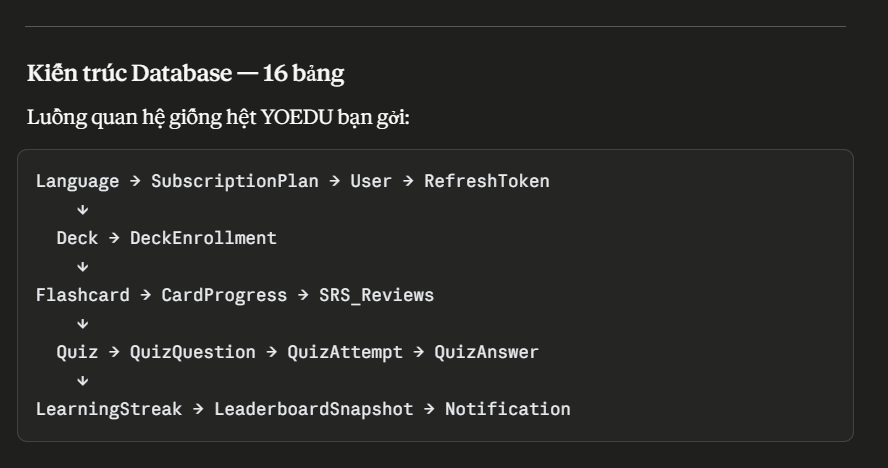 Kiến trúc Database — 16 bảng
Luồng quan hệ giống hệt YOEDU bạn gởi:
Language → SubscriptionPlan → User → RefreshToken
↓
Deck → DeckEnrollment
↓
Flashcard → CardProgress → SRS_Reviews
↓
Quiz → QuizQuestion → QuizAttempt → QuizAnswer
↓
LearningStreak → LeaderboardSnapshot → Notification